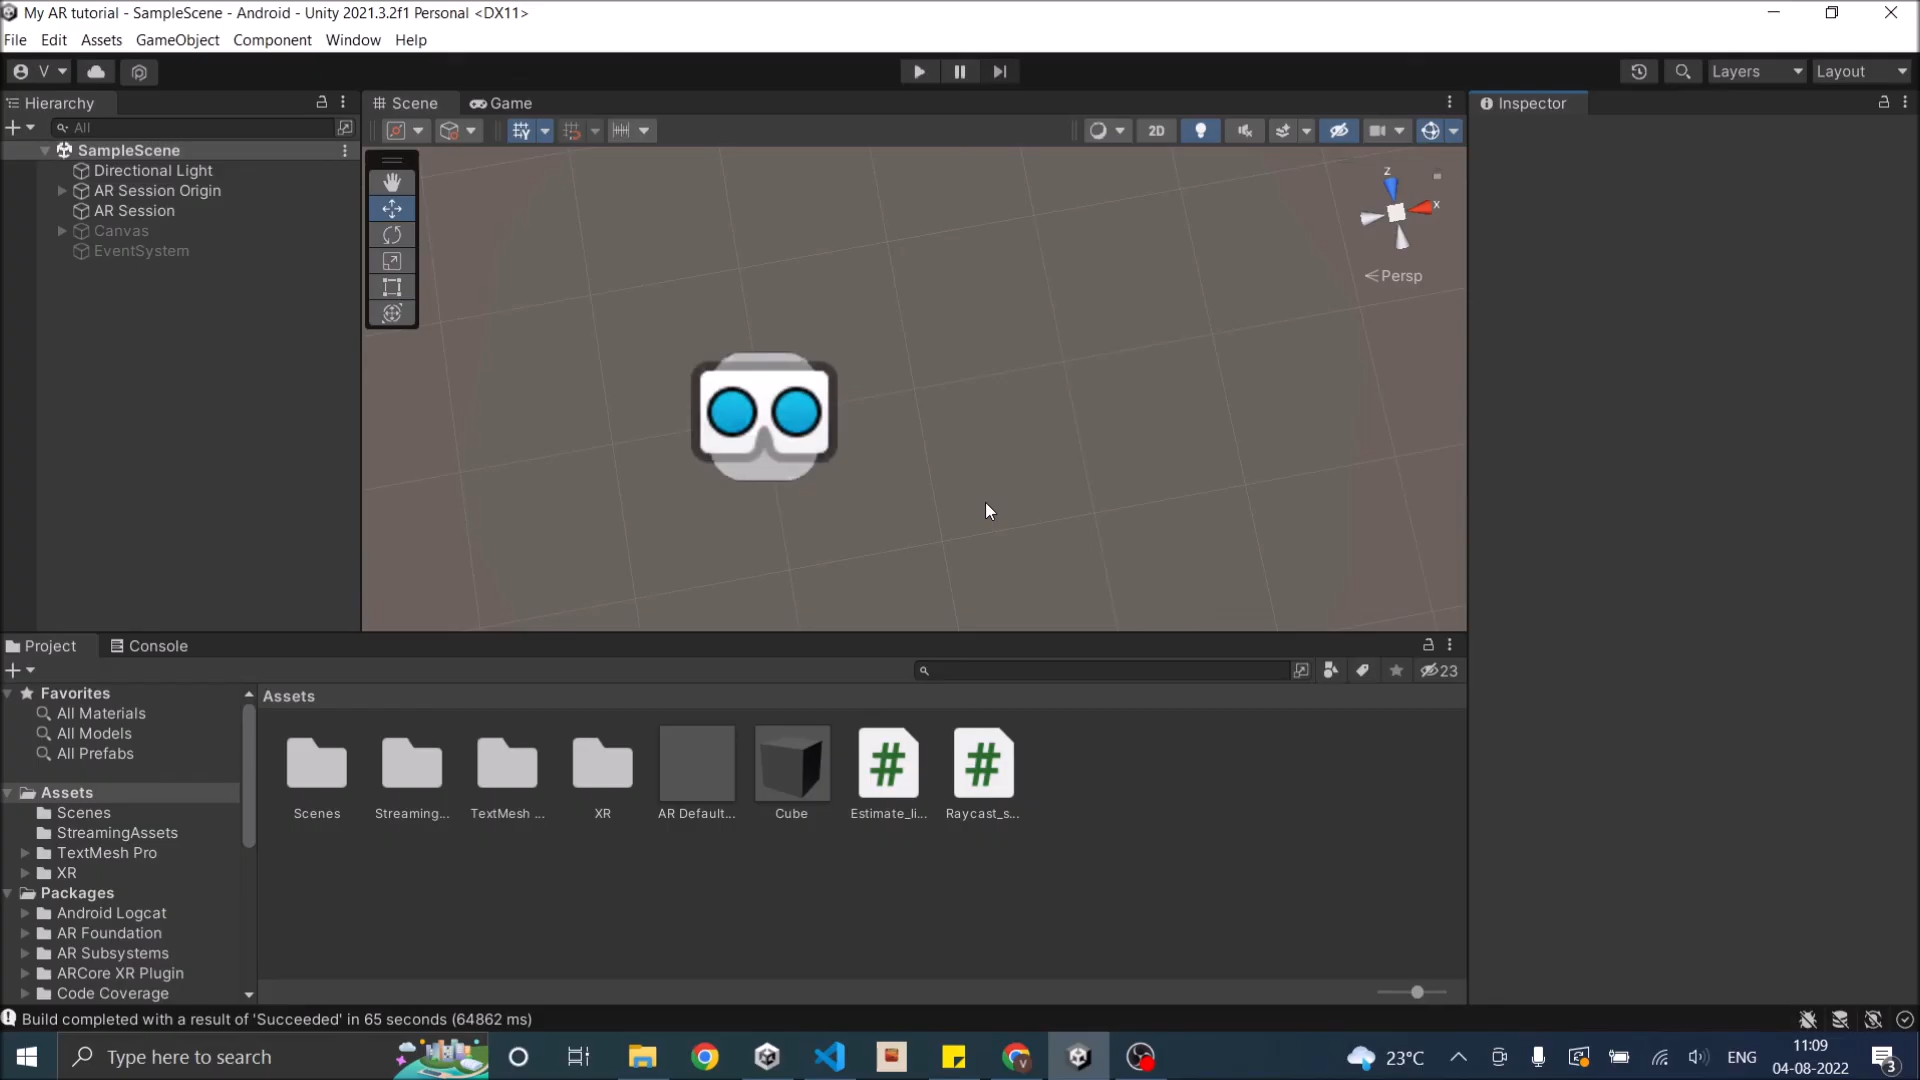 My AR tutorial - SampleScene - Android - Unity 2021.3.2f1 Personal <DX11>
File Edit Assets GameObject Component Window Help
V Layers Layout
Hierarchy
All
SampleScene
Directional Light
AR Session Origin
AR Session
Canvas
EventSystem
Scene Game
2D
z
x
Persp
Inspector
Project Console
23
Favorites
All Materials
All Models
All Prefabs
Assets
Scenes
StreamingAssets
TextMesh Pro
XR
Packages
Android Logcat
AR Foundation
AR Subsystems
ARCore XR Plugin
Code Coverage
Assets
Scenes Streaming... TextMesh ... XR AR Default... Cube Estimate_li... Raycast_s...
Build completed with a result of 'Succeeded' in 65 seconds (64862 ms)
Type here to search
23°C ENG
11:09
04-08-2022
3